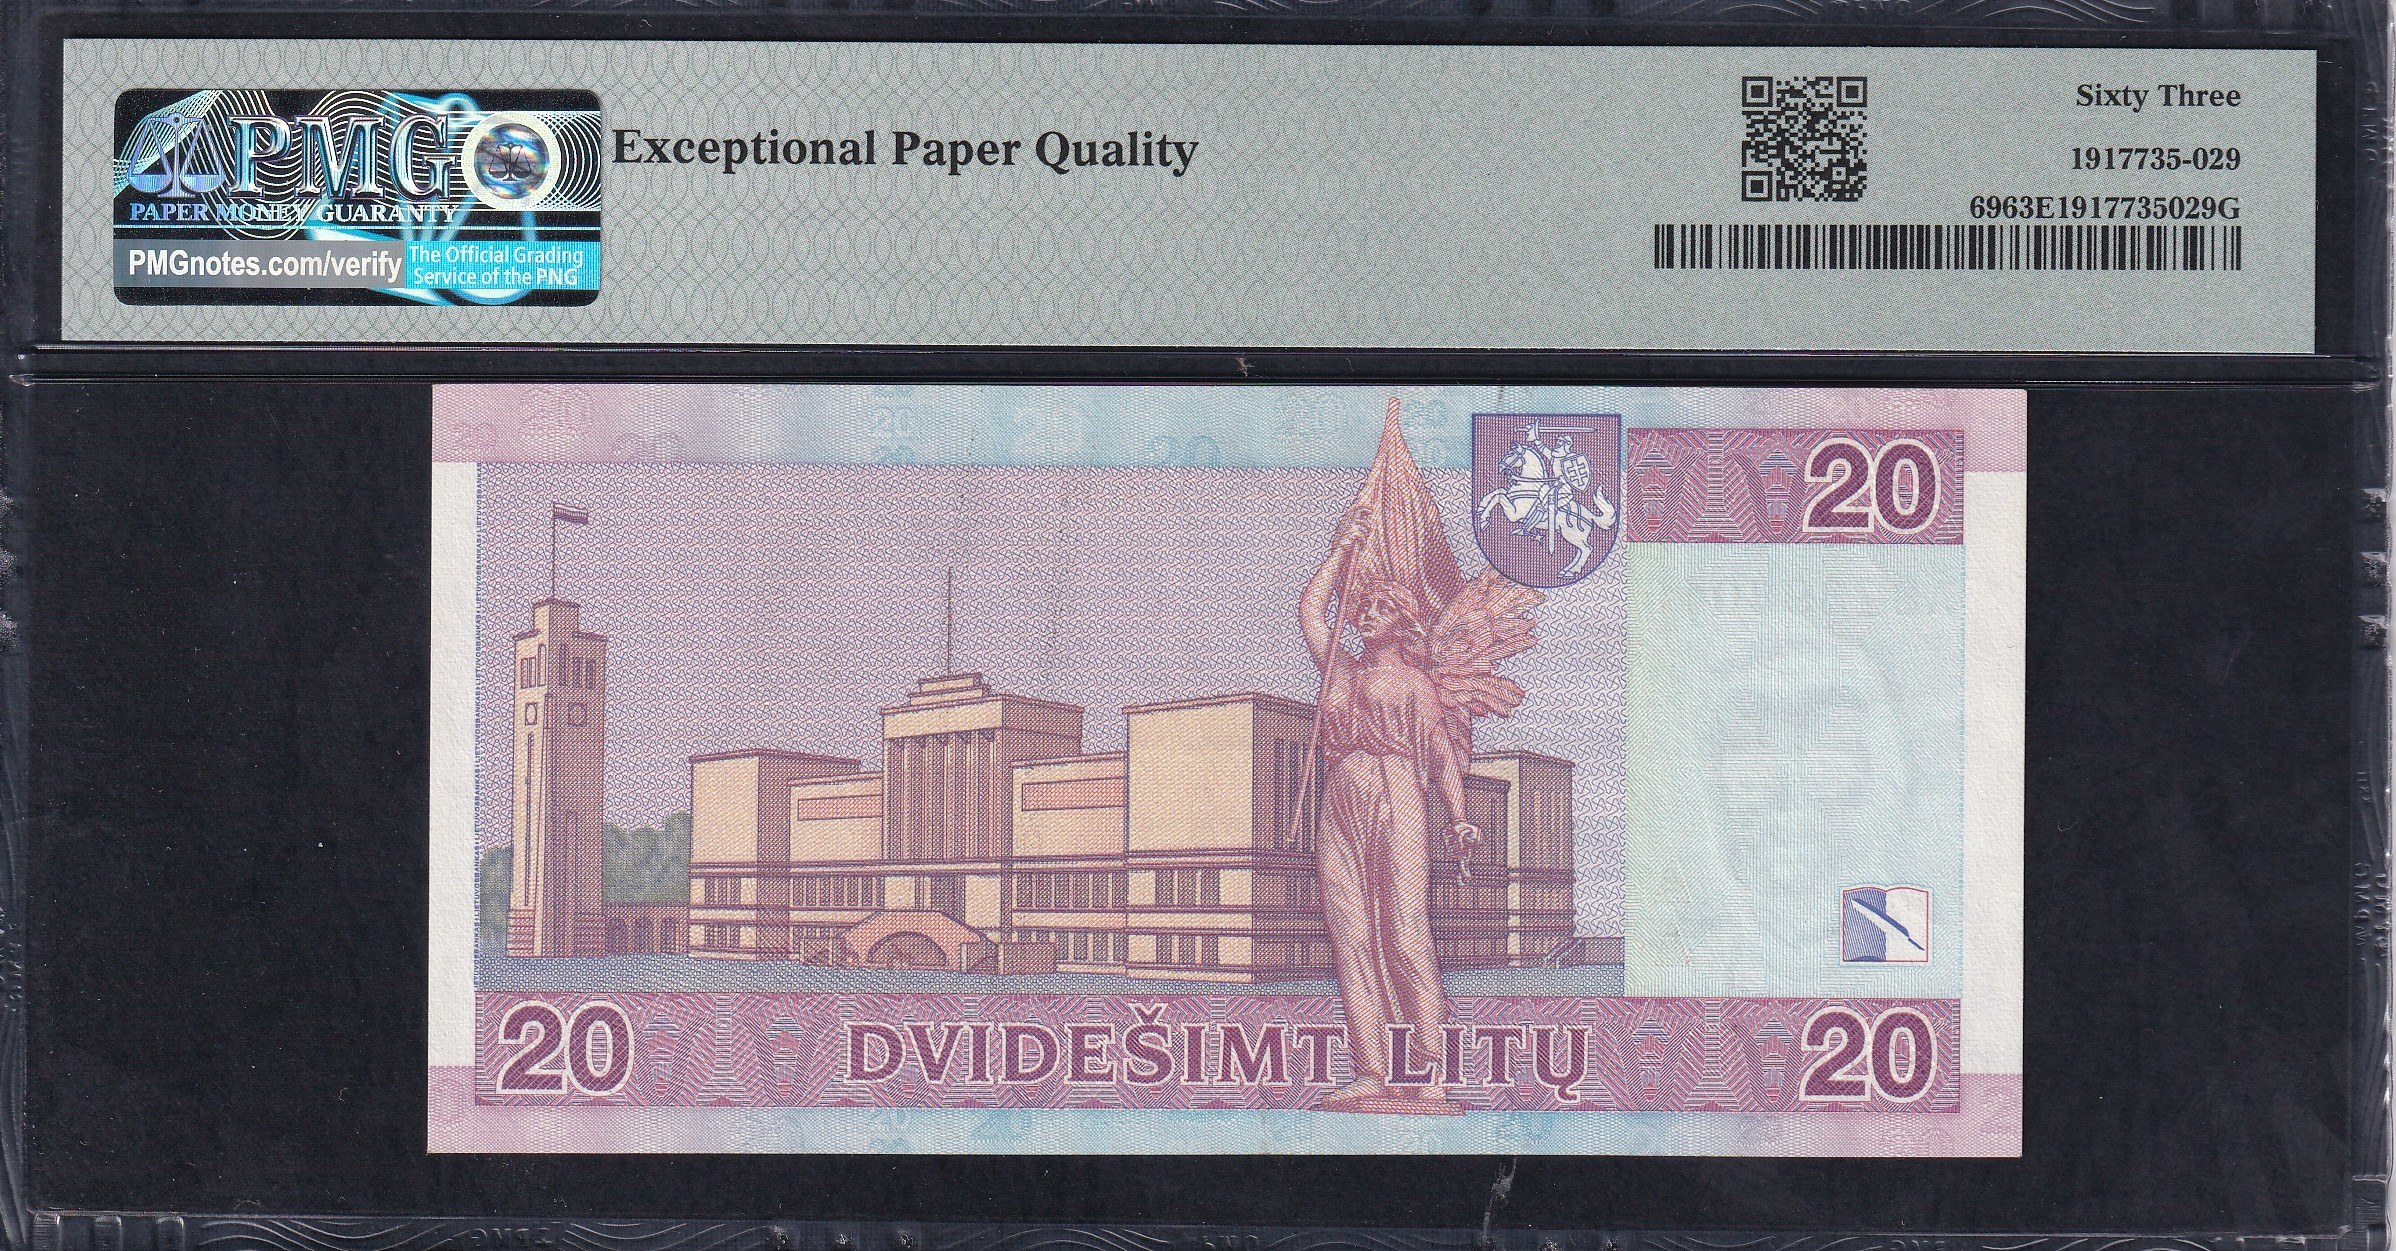 PMG
PAPER MONEY GUARANTY
PMGnotes.com/verify
The Official Grading
Service of the PNG
Exceptional Paper Quality
Sixty Three
1917735-029
6963E1917735029G
20
20 DVIDEŠIMT LITŲ 20